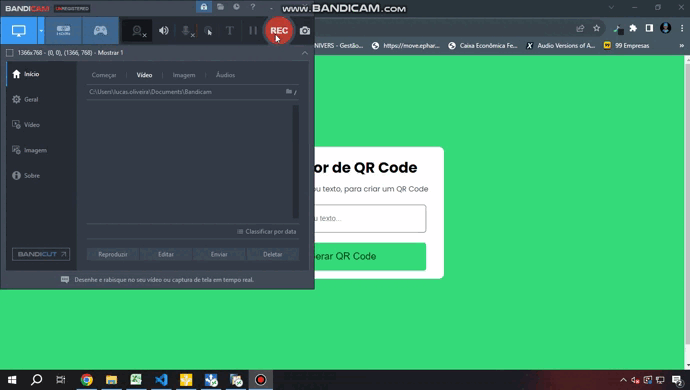 BANDICAM UNREGISTERED
www.BANDICAM.com
REC
1366x768 - (0, 0), (1366, 768) - Mostrar 1
Início
Geral
Vídeo
Imagem
Sobre
BANDICUT
Começar
Vídeo
Imagem
Áudios
C:\Users\lucas.oliveira\Documents\Bandicam
Classificar por data
Reproduzir
Editar
Enviar
Deletar
Desenhe e rabisque no seu vídeo ou captura de tela em tempo real.
NIVERS - Gestão...
https://move.ephar...
Caixa Econômica Fe...
Audio Versions of A...
99 Empresas
or de QR Code
ou texto, para criar um QR Code
u texto...
erar QR Code